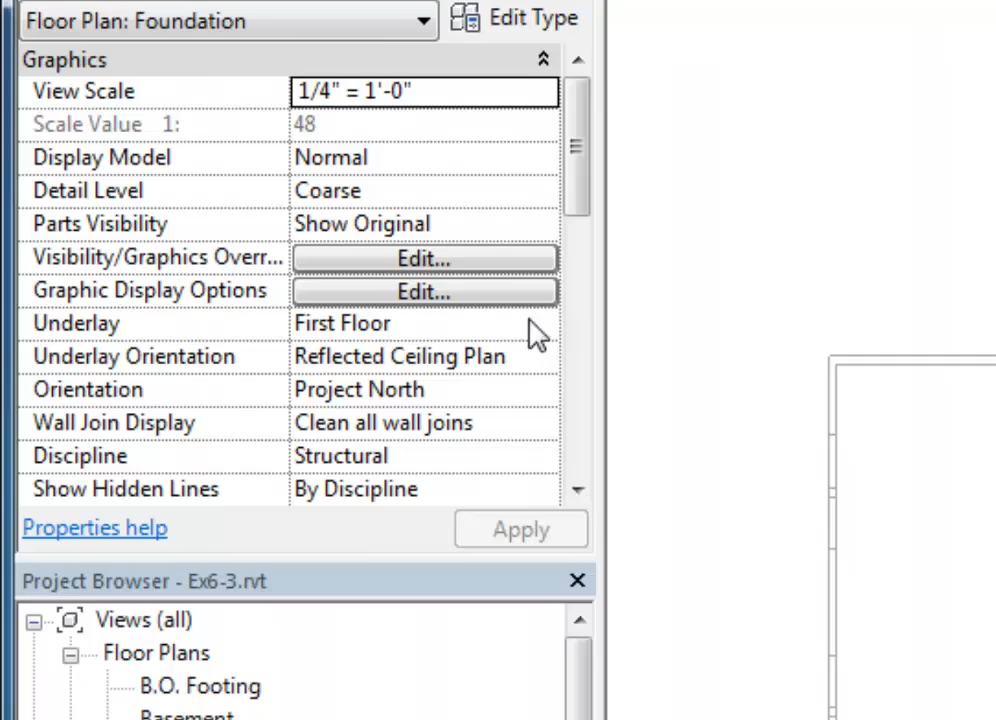 Floor Plan: Foundation
Edit Type
Graphics
View Scale 1/4" = 1'-0"
Scale Value 1: 48
Display Model Normal
Detail Level Coarse
Parts Visibility Show Original
Visibility/Graphics Overr... Edit...
Graphic Display Options Edit...
Underlay First Floor
Underlay Orientation Reflected Ceiling Plan
Orientation Project North
Wall Join Display Clean all wall joins
Discipline Structural
Show Hidden Lines By Discipline
Properties help
Apply
Project Browser - Ex6-3.rvt
Views (all)
Floor Plans
B.O. Footing
Basement